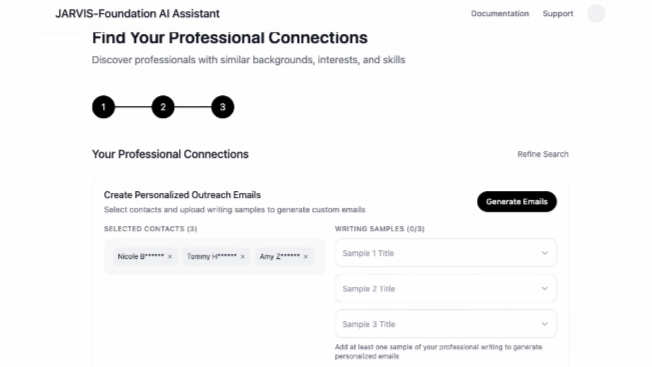 JARVIS-Foundation AI Assistant
Documentation Support
Find Your Professional Connections
Discover professionals with similar backgrounds, interests, and skills
1 2 3
Your Professional Connections
Refine Search
Create Personalized Outreach Emails
Select contacts and upload writing samples to generate custom emails
Generate Emails
SELECTED CONTACTS (3)
Nicole B****** × Tommy H****** × Amy Z****** ×
WRITING SAMPLES (0/3)
Sample 1 Title
Sample 2 Title
Sample 3 Title
Add at least one sample of your professional writing to generate
personalized emails